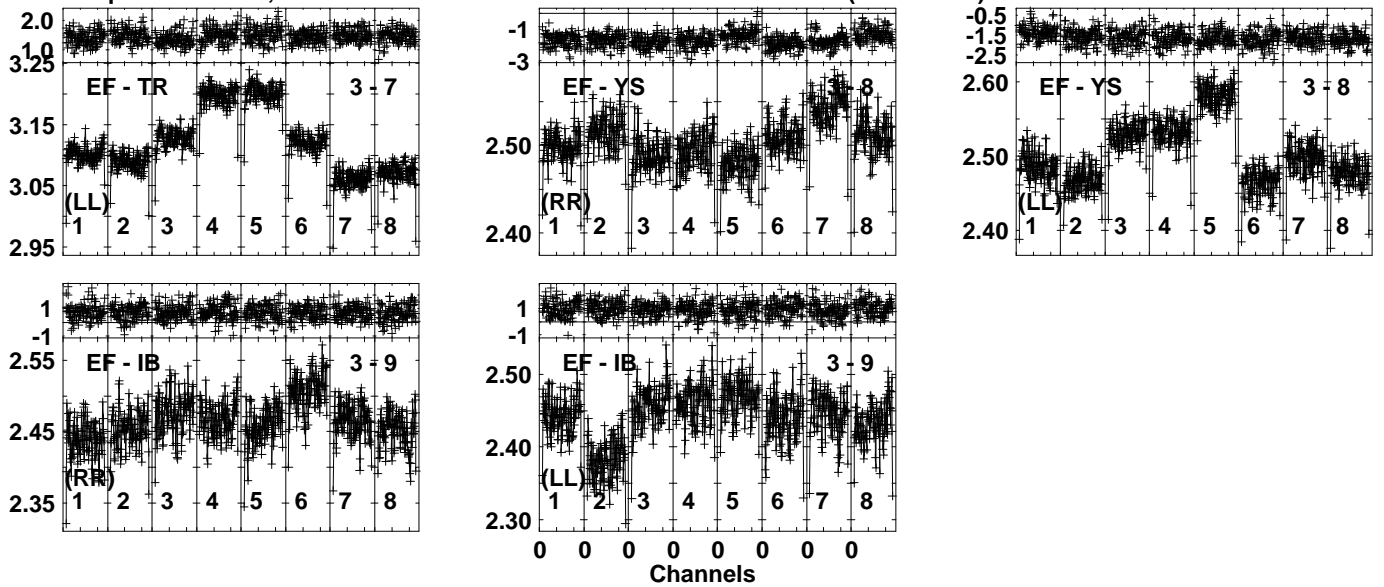 2.0
1.0
3.25
EF - TR 3 - 7
3.15
3.05
(LL)
1 2 3 4 5 6 7 8
2.95
-1
-3
EF - YS 3 - 8
2.50
(RR)
1 2 3 4 5 6 7 8
2.40
-0.5
-1.5
-2.5
2.60
EF - YS 3 - 8
2.50
(LL)
1 2 3 4 5 6 7 8
2.40
1
-1
2.55
EF - IB 3 - 9
2.45
(RR)
1 2 3 4 5 6 7 8
2.35
1
-1
EF - IB 3 - 9
2.50
2.40
(LL)
1 2 3 4 5 6 7 8
2.30
0 0 0 0 0 0 0 0
Channels